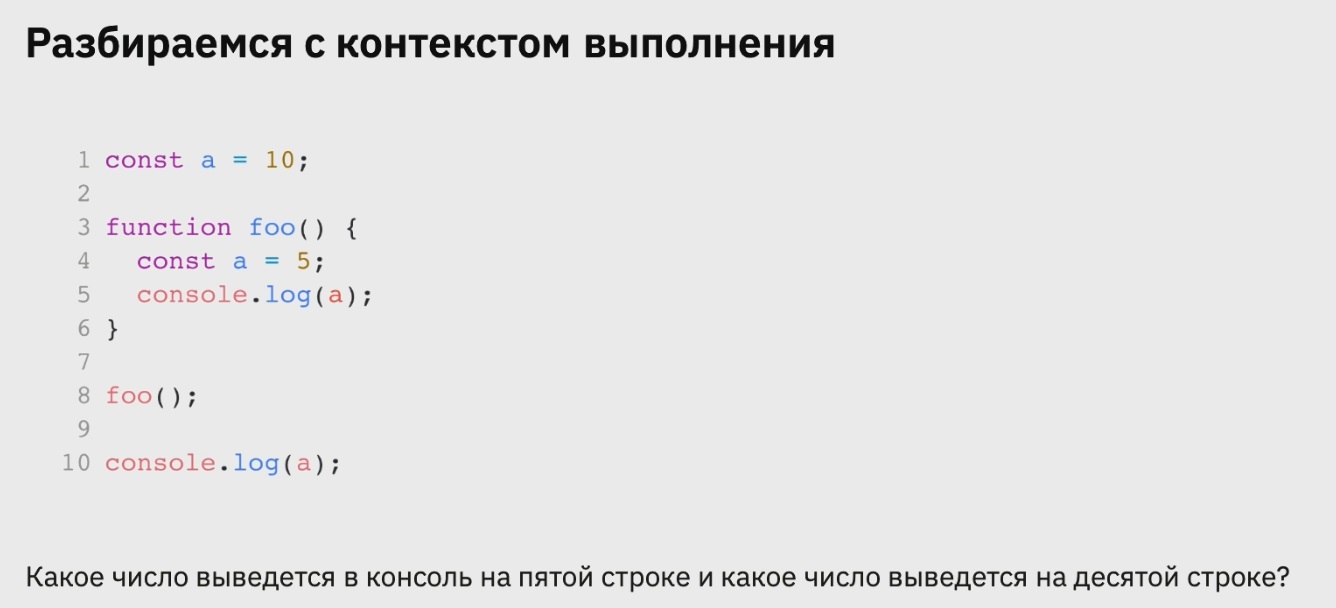 Разбираемся с контекстом выполнения
1 const a = 10;
2
3 function foo() {
4   const a = 5;
5   console.log(a);
6 }
7
8 foo();
9
10 console.log(a);
Какое число выведется в консоль на пятой строке и какое число выведется на десятой строке?